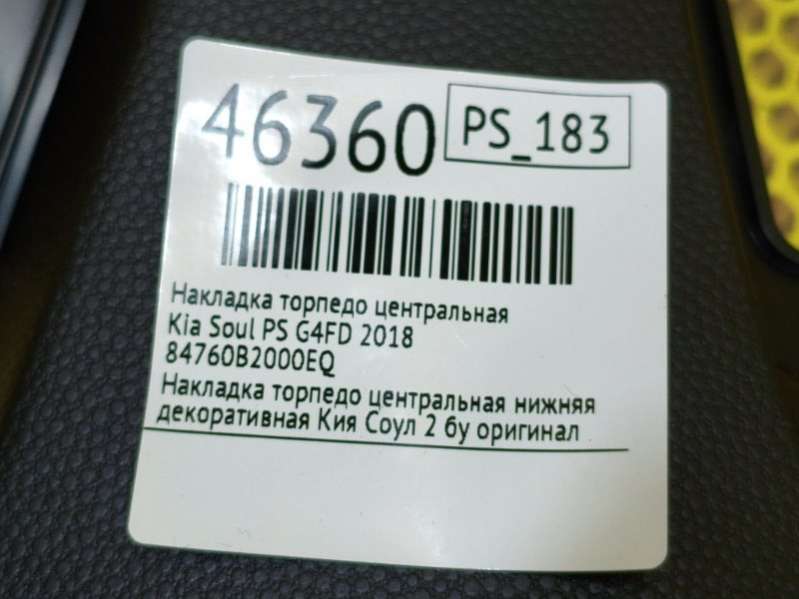 46360 PS_183
Накладка торпедо центральная
Kia Soul PS G4FD 2018
84760B2000EQ
Накладка торпедо центральная нижняя
декоративная Кия Соул 2 бу оригинал